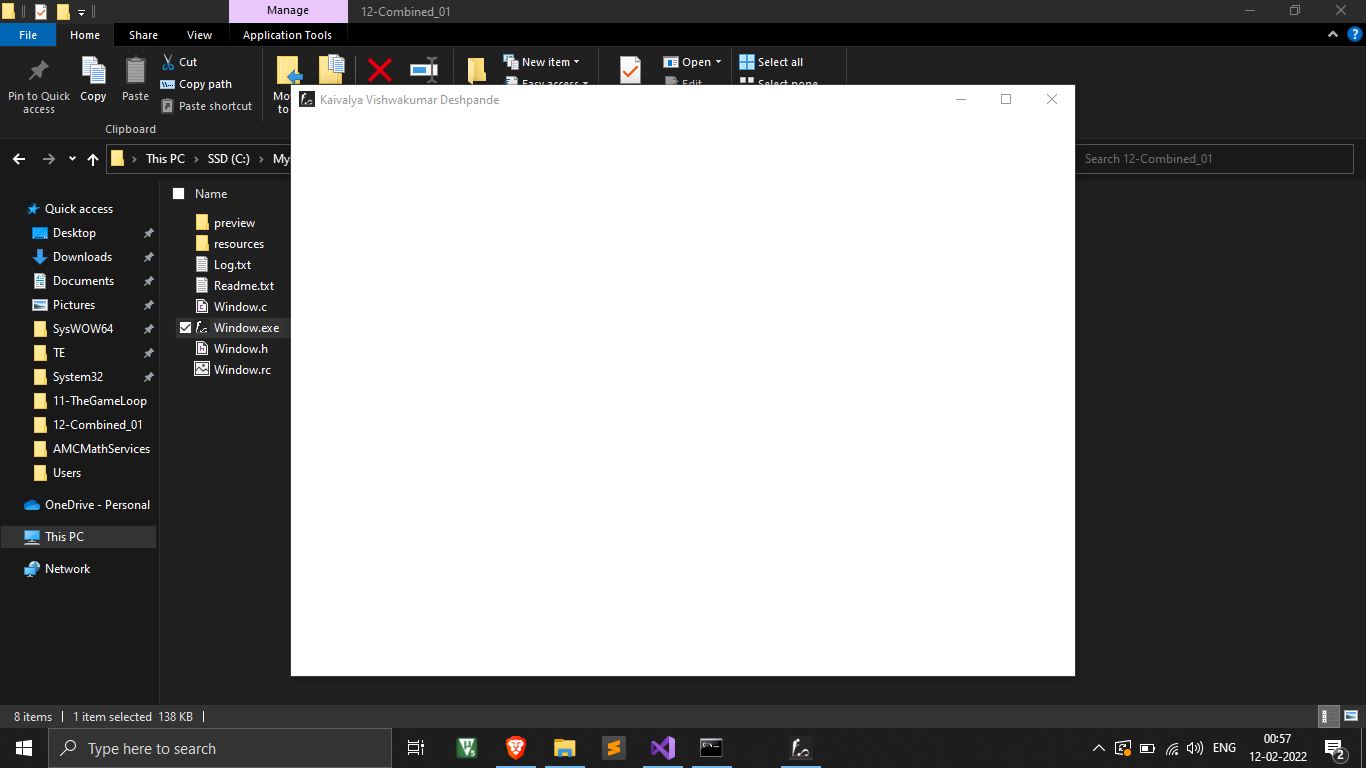 Manage
12-Combined_01
File
Home
Share
View
Application Tools
Pin to Quick
access
Copy
Paste
Cut
Copy path
Paste shortcut
Clipboard
to
New item
Easy access
Open
Edit
Select all
Select none
Kaivalya Vishwakumar Deshpande
This PC
SSD (C:)
My
Search 12-Combined_01
Quick access
Desktop
Downloads
Documents
Pictures
SysWOW64
TE
System32
11-TheGameLoop
12-Combined_01
AMCMathServices
Users
OneDrive - Personal
This PC
Network
Name
preview
resources
Log.txt
Readme.txt
Window.c
Window.exe
Window.h
Window.rc
8 items
1 item selected 138 KB
Type here to search
ENG
00:57
12-02-2022
2